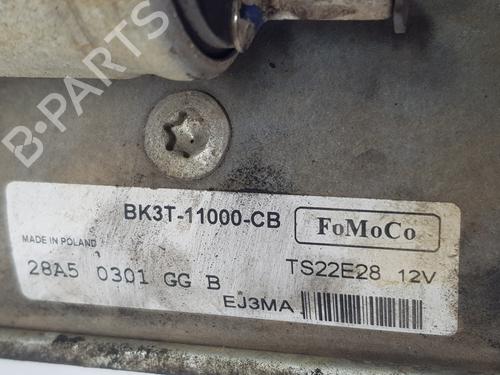 B-PARTS
BK3T-11000-CB
FoMoCo
MADE IN POLAND
28A5 0301 GG B
TS22E28 12V
EJ3MA